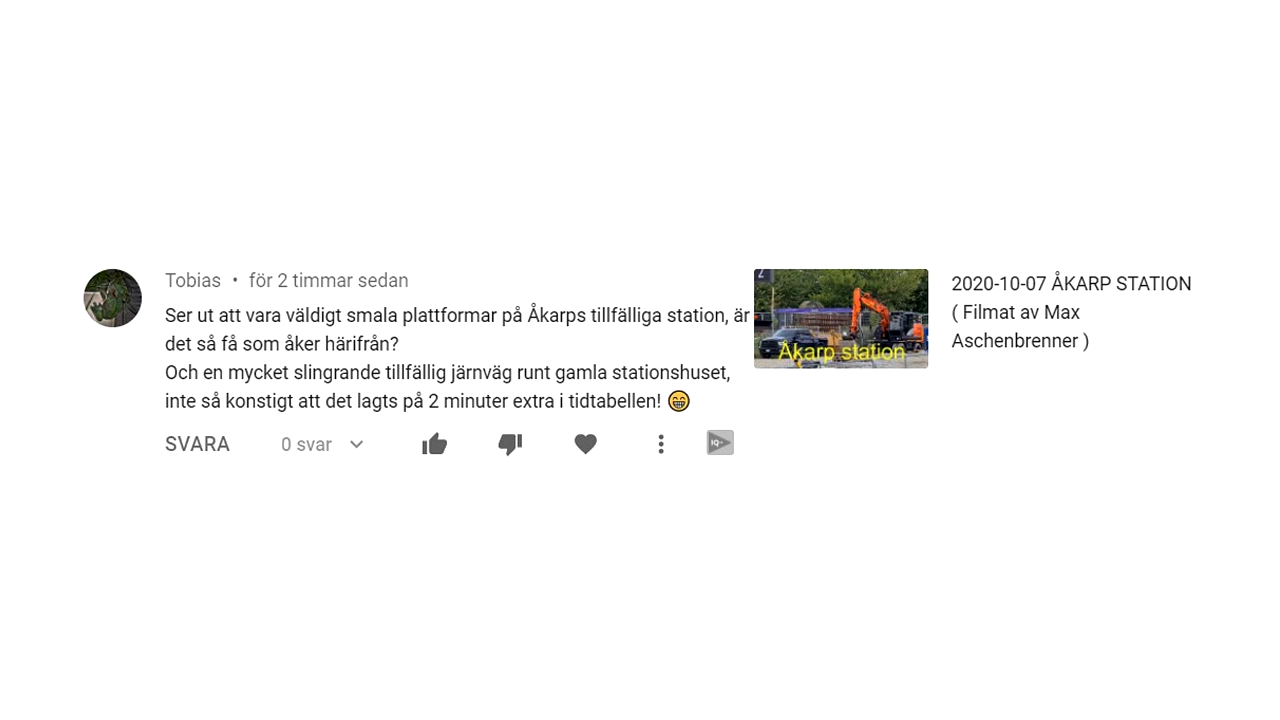 Tobias • för 2 timmar sedan
Ser ut att vara väldigt smala plattformar på Åkarps tillfälliga station, är
det så få som åker härifrån?
Och en mycket slingrande tillfällig järnväg runt gamla stationshuset,
inte så konstigt att det lagts på 2 minuter extra i tidtabellen! 😁
SVARA 0 svar
IQ+
2
Åkarp station
2020-10-07 ÅKARP STATION
( Filmat av Max
Aschenbrenner )